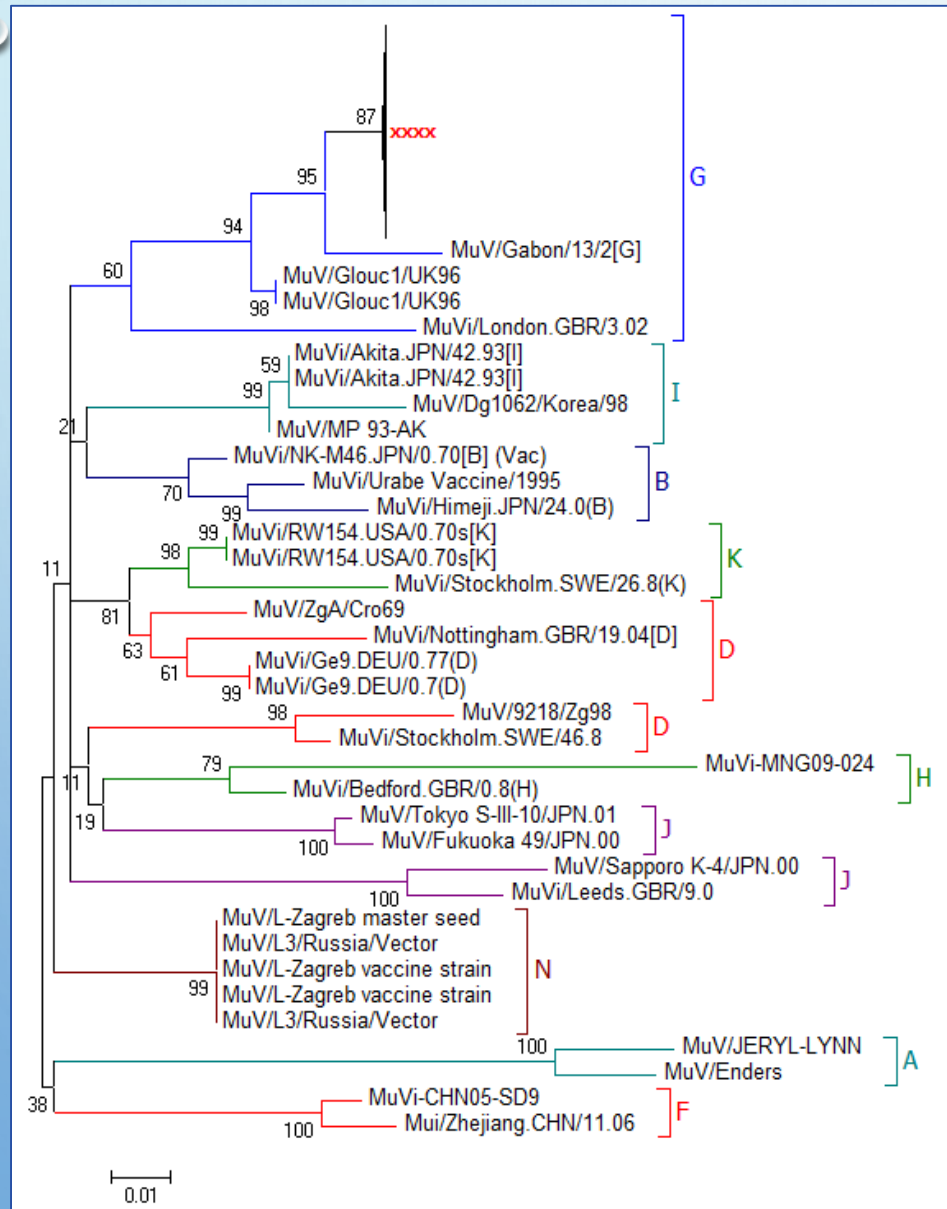 87
xxxx
G
95
94
MuV/Gabon/13/2[G]
60
MuV/Glouc1/UK96
MuV/Glouc1/UK96
98
MuVi/London.GBR/3.02
MuVi/Akita.JPN/42.93[I]
59
MuVi/Akita.JPN/42.93[I]
99
I
MuV/Dg1062/Korea/98
21
MuV/MP 93-AK
MuVi/NK-M46.JPN/0.70[B] (Vac)
MuVi/Urabe Vaccine/1995
B
70
MuVi/Himeji.JPN/24.0(B)
99
99
MuVi/RW154.USA/0.70s[K]
98
MuVi/RW154.USA/0.70s[K]
K
11
MuVi/Stockholm.SWE/26.8(K)
81
MuV/ZgA/Cro69
MuVi/Nottingham.GBR/19.04[D]
63
D
MuVi/Ge9.DEU/0.77(D)
61
MuVi/Ge9.DEU/0.7(D)
99
98
MuV/9218/Zg98
D
MuVi/Stockholm.SWE/46.8
79
MuVi-MNG09-024
11
H
MuVi/Bedford.GBR/0.8(H)
19
MuV/Tokyo S-III-10/JPN.01
J
MuV/Fukuoka 49/JPN.00
100
MuV/Sapporo K-4/JPN.00
J
MuVi/Leeds.GBR/9.0
100
MuV/L-Zagreb master seed
MuV/L3/Russia/Vector
MuV/L-Zagreb vaccine strain
N
99
MuV/L-Zagreb vaccine strain
MuV/L3/Russia/Vector
100
MuV/JERYL-LYNN
A
MuV/Enders
MuVi-CHN05-SD9
38
F
Mui/Zhejiang.CHN/11.06
100
0.01